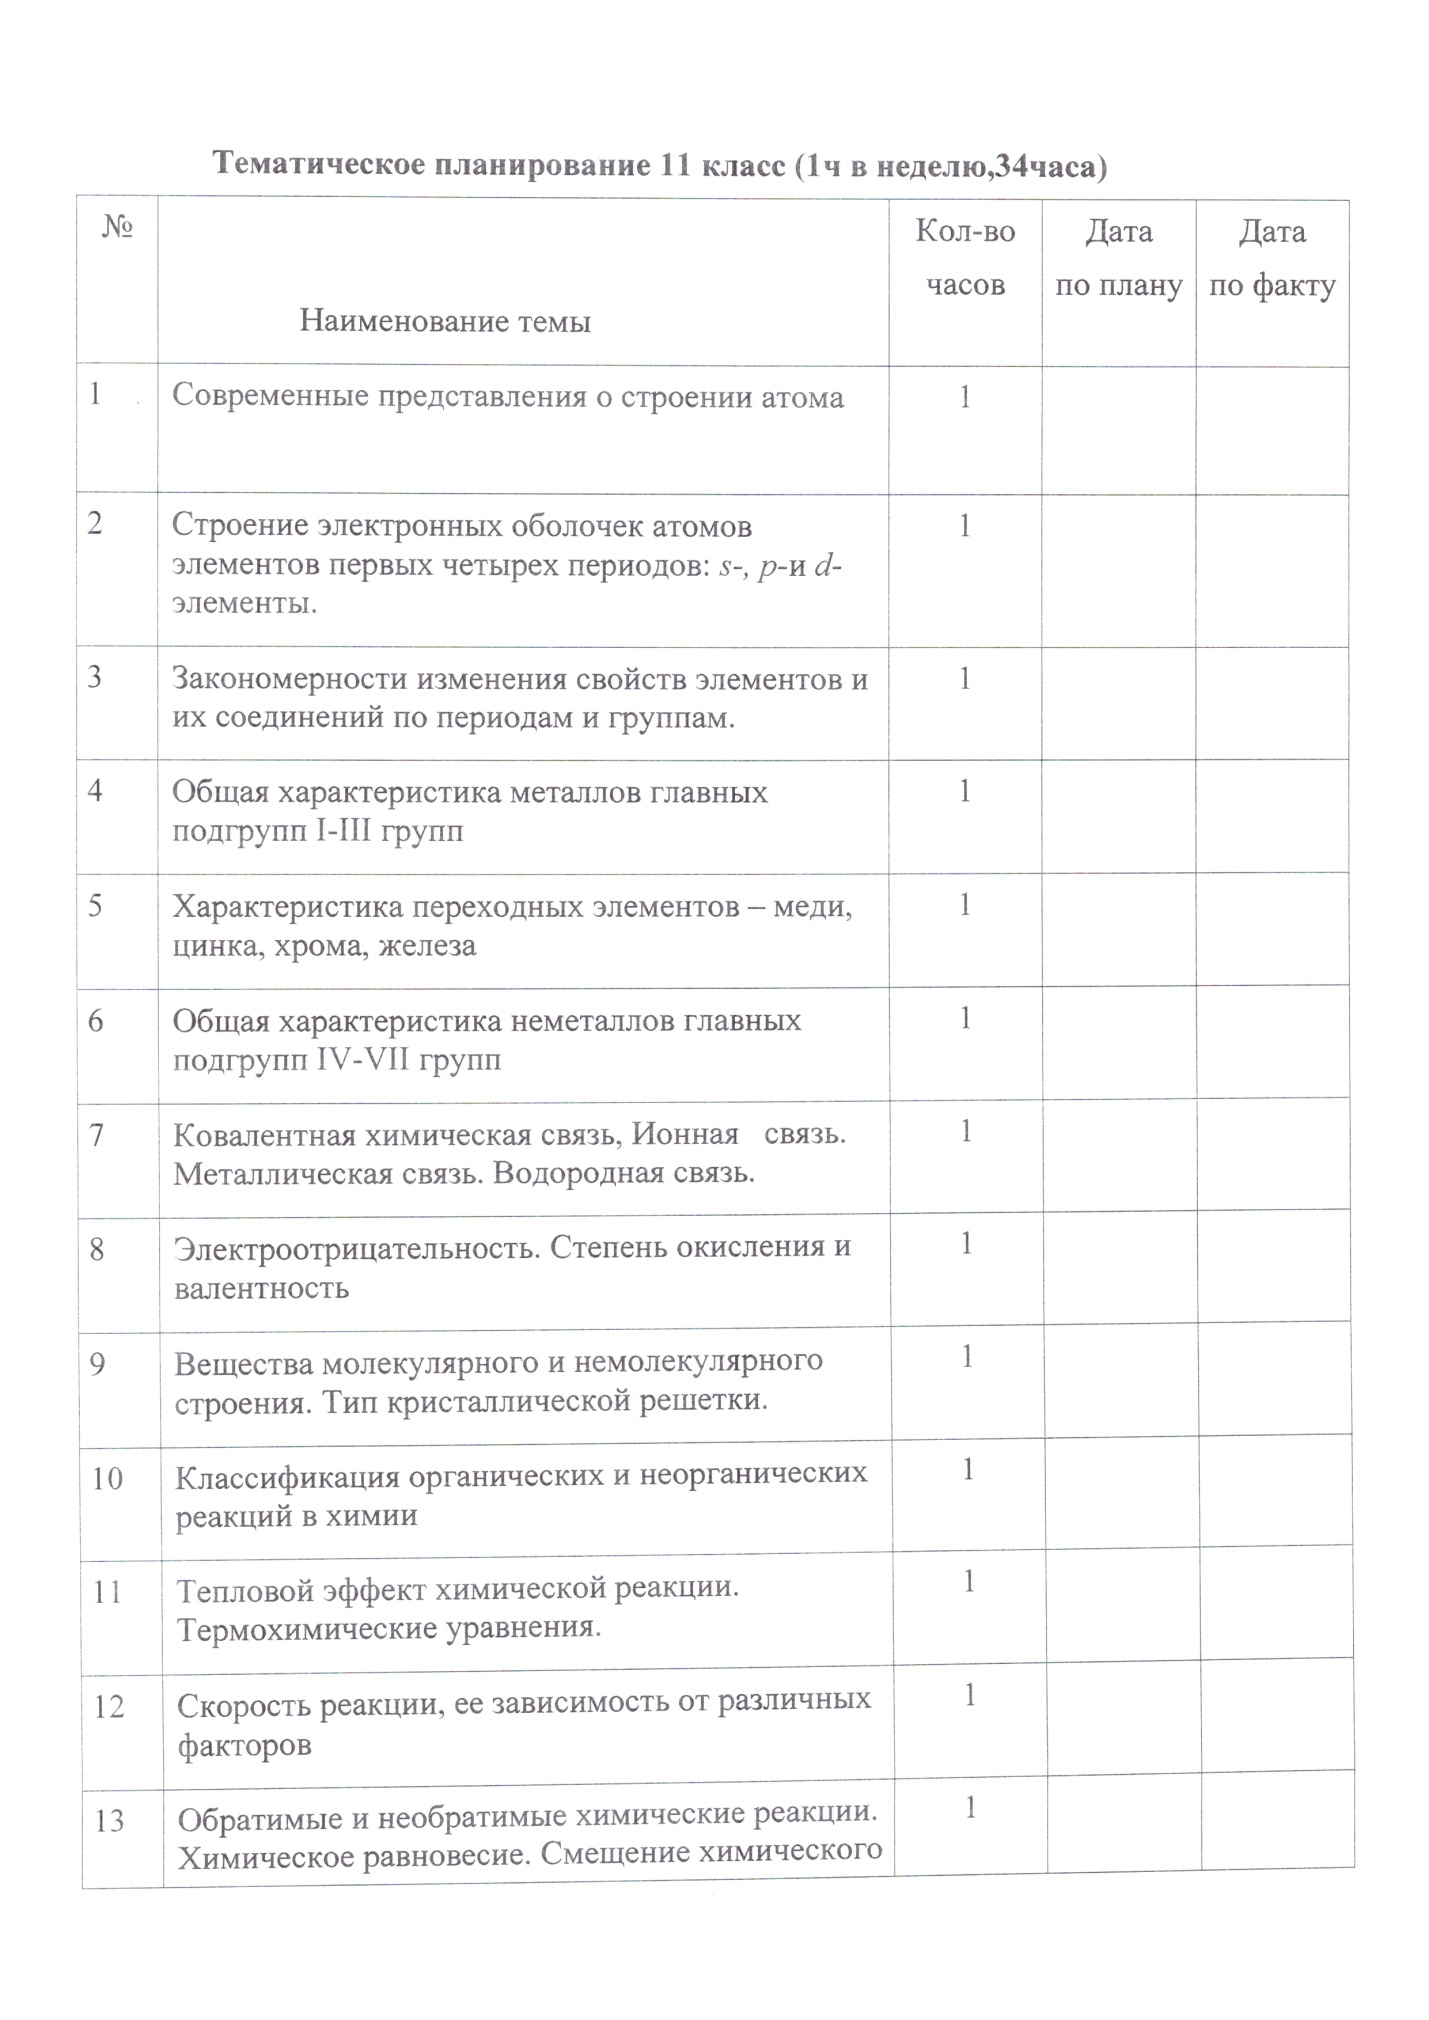 Тематическое планирование 11 класс (1ч в неделю,34часа)
№
Наименование темы
Кол-во
часов
Дата
по плану
Дата
по факту
1
Современные представления о строении атома
1
2
Строение электронных оболочек атомов
элементов первых четырех периодов: s-, p-и d-
элементы.
1
3
Закономерности изменения свойств элементов и
их соединений по периодам и группам.
1
4
Общая характеристика металлов главных
подгрупп I-III групп
1
5
Характеристика переходных элементов – меди,
цинка, хрома, железа
1
6
Общая характеристика неметаллов главных
подгрупп IV-VII групп
1
7
Ковалентная химическая связь, Ионная связь.
Металлическая связь. Водородная связь.
1
8
Электроотрицательность. Степень окисления и
валентность
1
9
Вещества молекулярного и немолекулярного
строения. Тип кристаллической решетки.
1
10
Классификация органических и неорганических
реакций в химии
1
11
Тепловой эффект химической реакции.
Термохимические уравнения.
1
12
Скорость реакции, ее зависимость от различных
факторов
1
13
Обратимые и необратимые химические реакции.
Химическое равновесие. Смещение химического
1